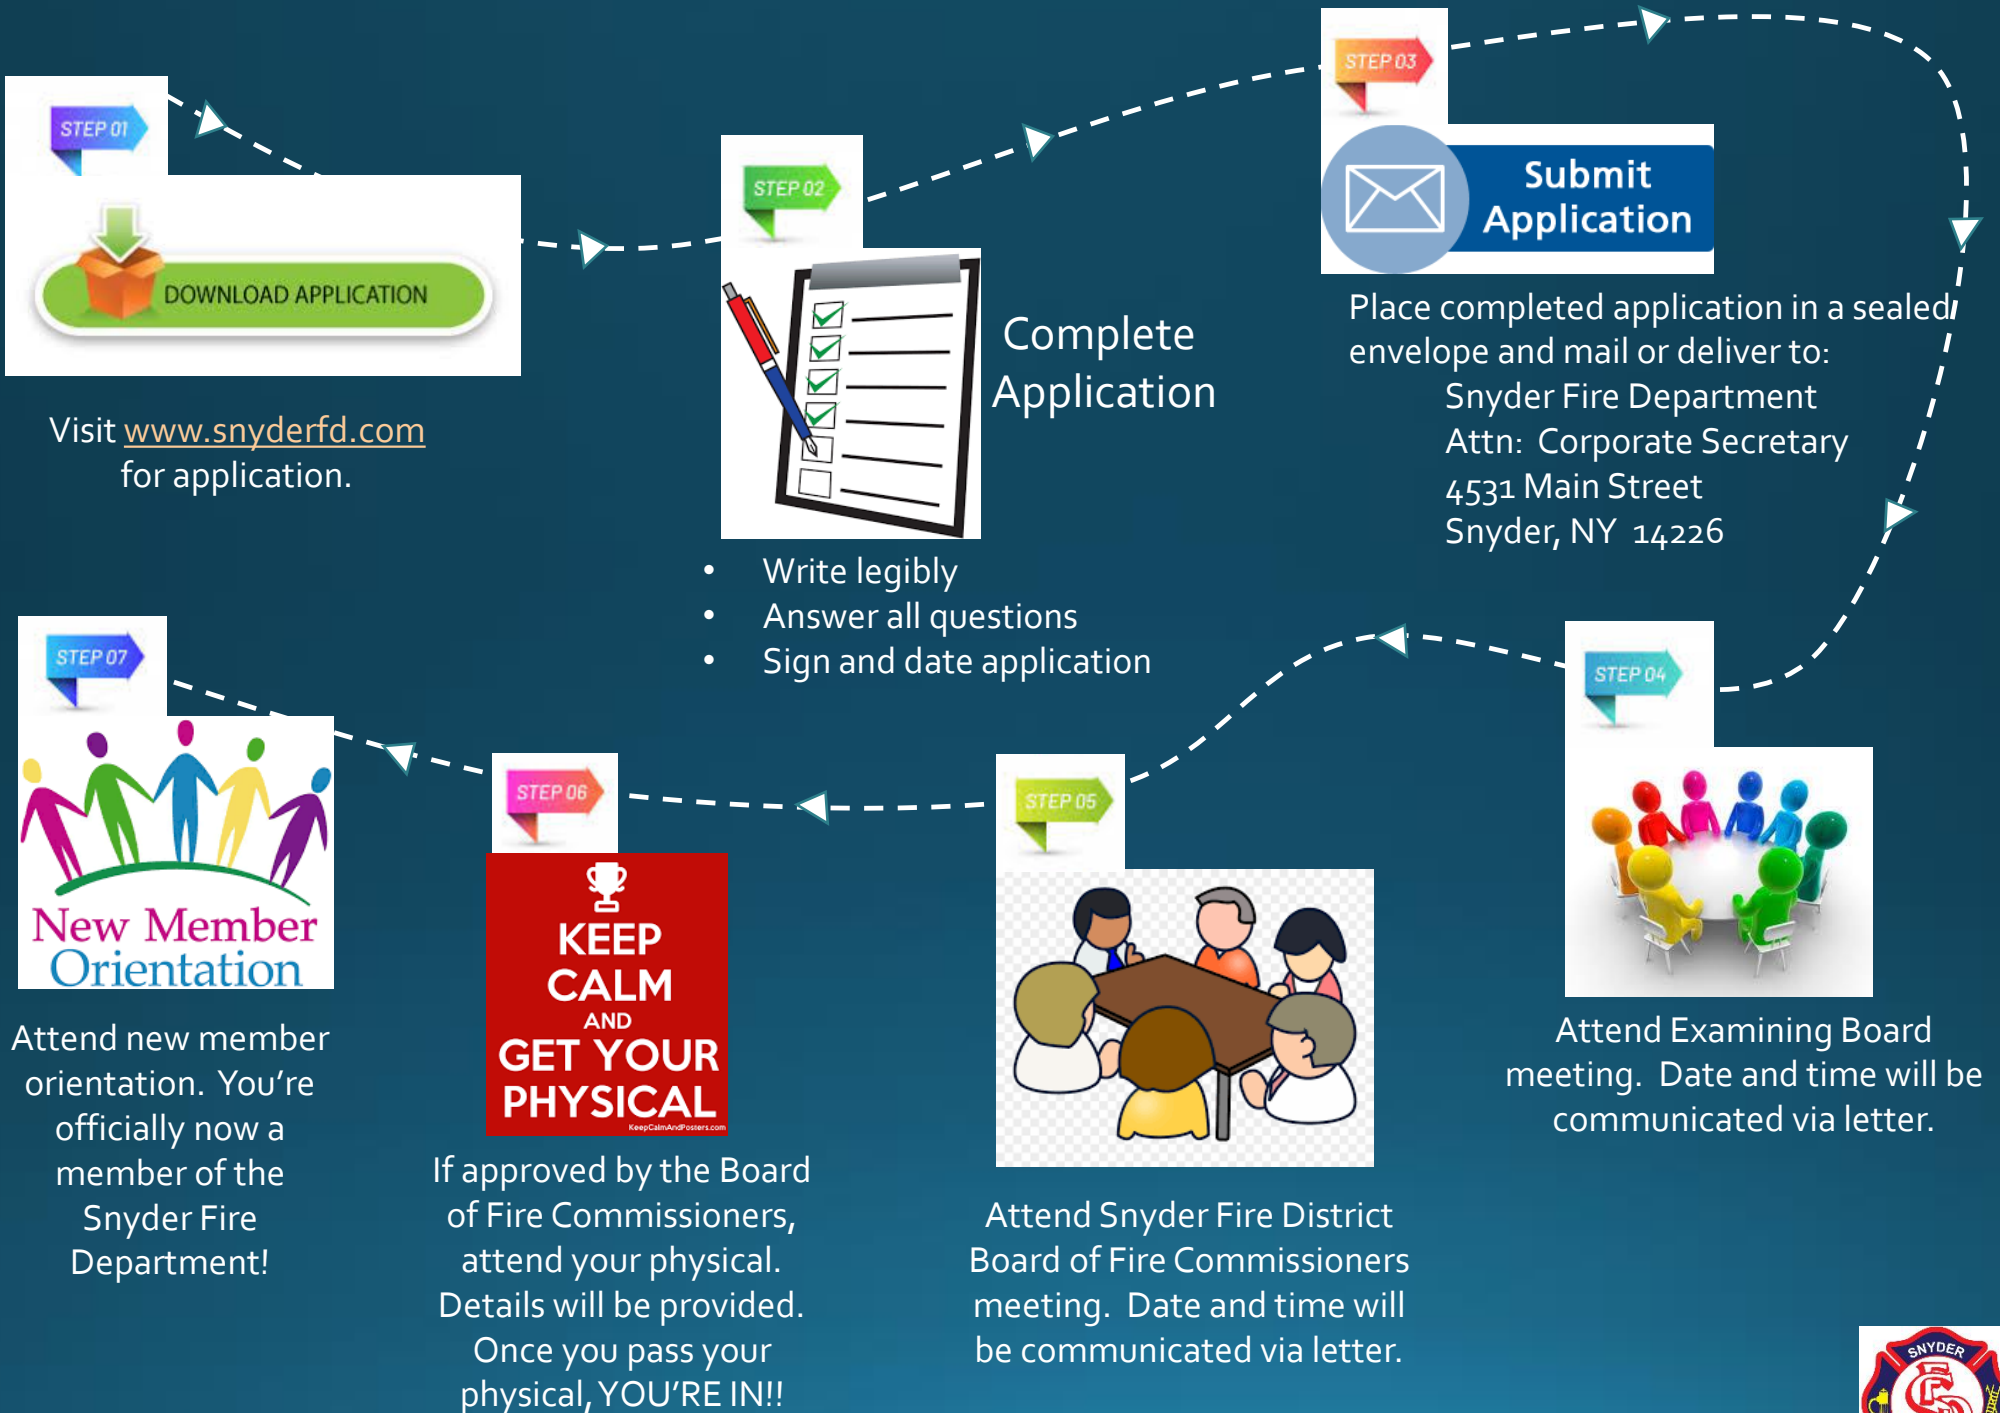 STEP 01
DOWNLOAD APPLICATION
Visit www.snyderfd.com
for application.
STEP 02
Complete
Application
• Write legibly
• Answer all questions
• Sign and date application
STEP 03
Submit
Application
Place completed application in a sealed
envelope and mail or deliver to:
Snyder Fire Department
Attn: Corporate Secretary
4531 Main Street
Snyder, NY 14226
STEP 04
Attend Examining Board
meeting. Date and time will be
communicated via letter.
STEP 05
Attend Snyder Fire District
Board of Fire Commissioners
meeting. Date and time will
be communicated via letter.
STEP 06
KEEP
CALM
AND
GET YOUR
PHYSICAL
KeepCalmAndPosters.com
If approved by the Board
of Fire Commissioners,
attend your physical.
Details will be provided.
Once you pass your
physical, YOU'RE IN!!
STEP 07
New Member
Orientation
Attend new member
orientation. You're
officially now a
member of the
Snyder Fire
Department!
SNYDER